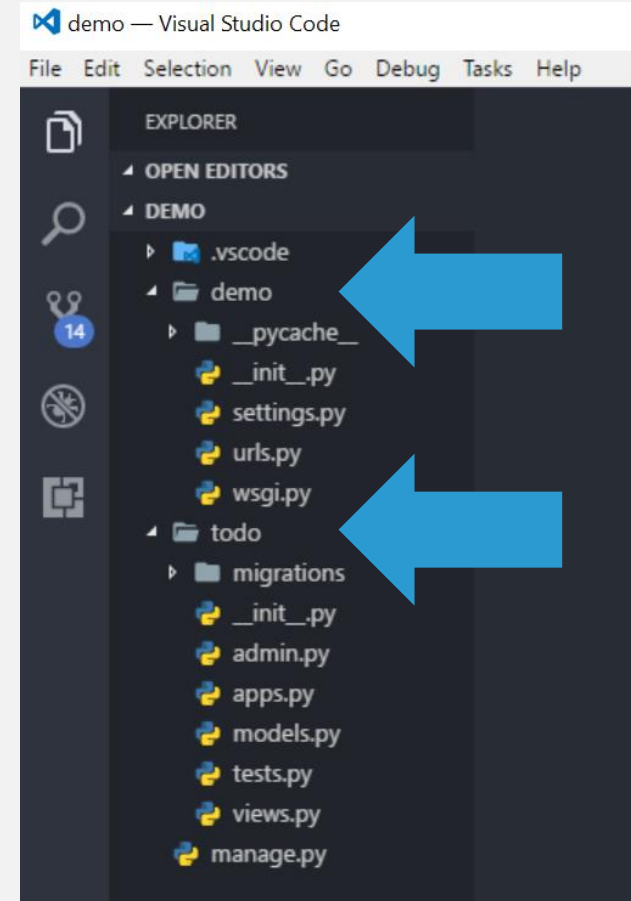 demo — Visual Studio Code
File Edit Selection View Go Debug Tasks Help
EXPLORER
OPEN EDITORS
DEMO
.vscode
demo
__pycache__
__init__.py
settings.py
urls.py
wsgi.py
todo
migrations
__init__.py
admin.py
apps.py
models.py
tests.py
views.py
manage.py
14